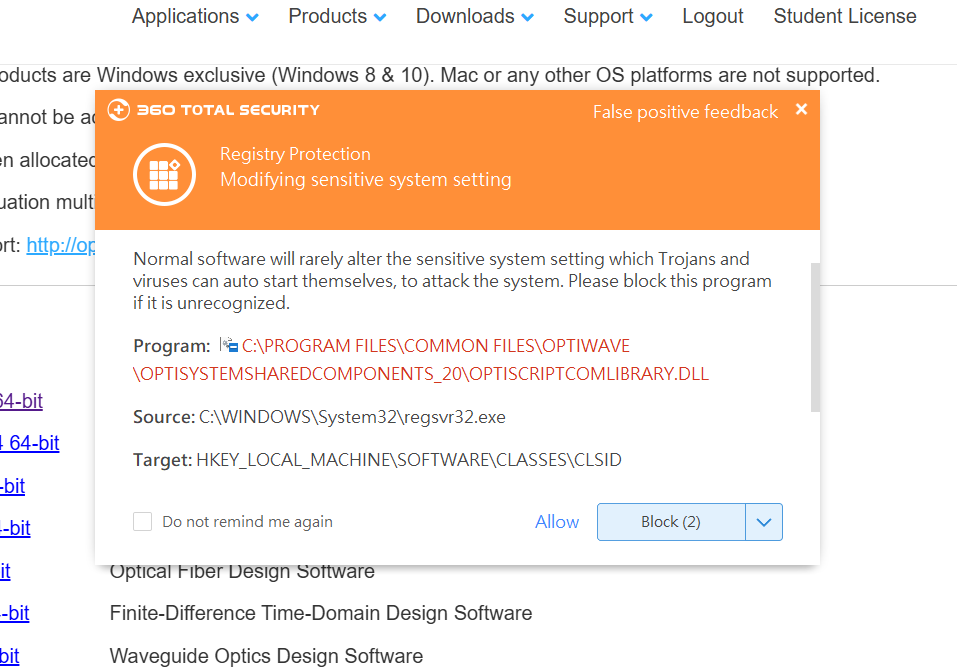 Applications Products Downloads Support Logout Student License
oducts are Windows exclusive (Windows 8 & 10). Mac or any other OS platforms are not supported.
annot be
en allocated
uation
rt: http://op
360 TOTAL SECURITY
False positive feedback
Registry Protection
Modifying sensitive system setting
Normal software will rarely alter the sensitive system setting which Trojans and
viruses can auto start themselves, to attack the system. Please block this program
if it is unrecognized.
Program: C:\PROGRAM FILES\COMMON FILES\OPTIWAVE
\OPTISYSTEMSHAREDCOMPONENTS_20\OPTISCRIPTCOMLIBRARY.DLL
Source: C:\WINDOWS\System32\regsvr32.exe
Target: HKEY_LOCAL_MACHINE\SOFTWARE\CLASSES\CLSID
Do not remind me again
Allow
Block (2)
64-bit
4 64-bit
-bit
-bit
it
Optical Fiber Design Software
-bit
Finite-Difference Time-Domain Design Software
bit
Waveguide Optics Design Software